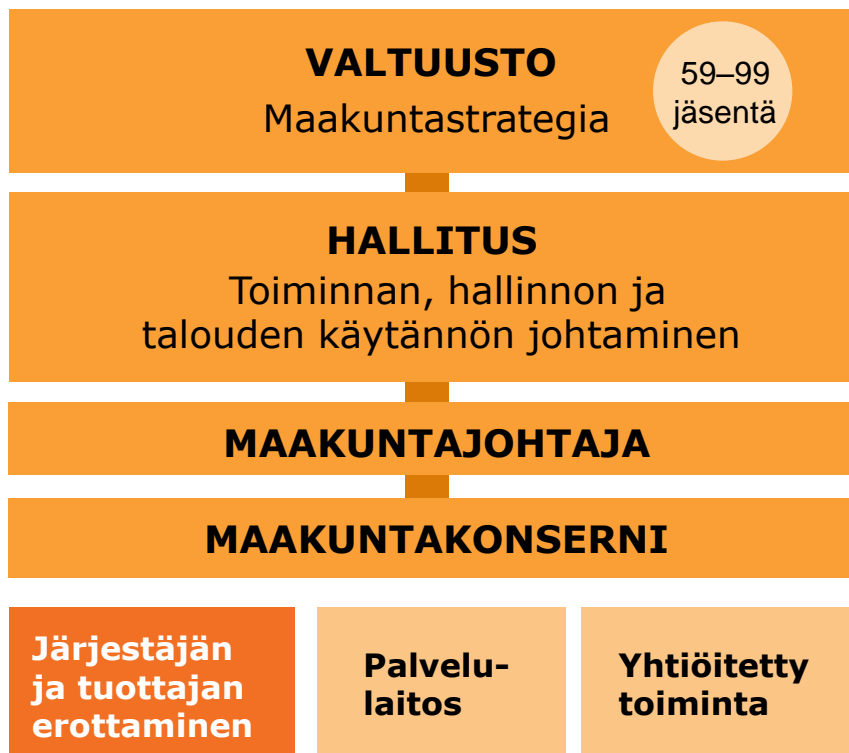 VALTUUSTO
Maakuntastrategia
59–99
jäsentä
HALLITUS
Toiminnan, hallinnon ja
talouden käytännön johtaminen
MAAKUNTAJOHTAJA
MAAKUNTAKONSERNI
Järjestäjän
ja tuottajan
erottaminen
Palvelu-
laitos
Yhtiöitetty
toiminta